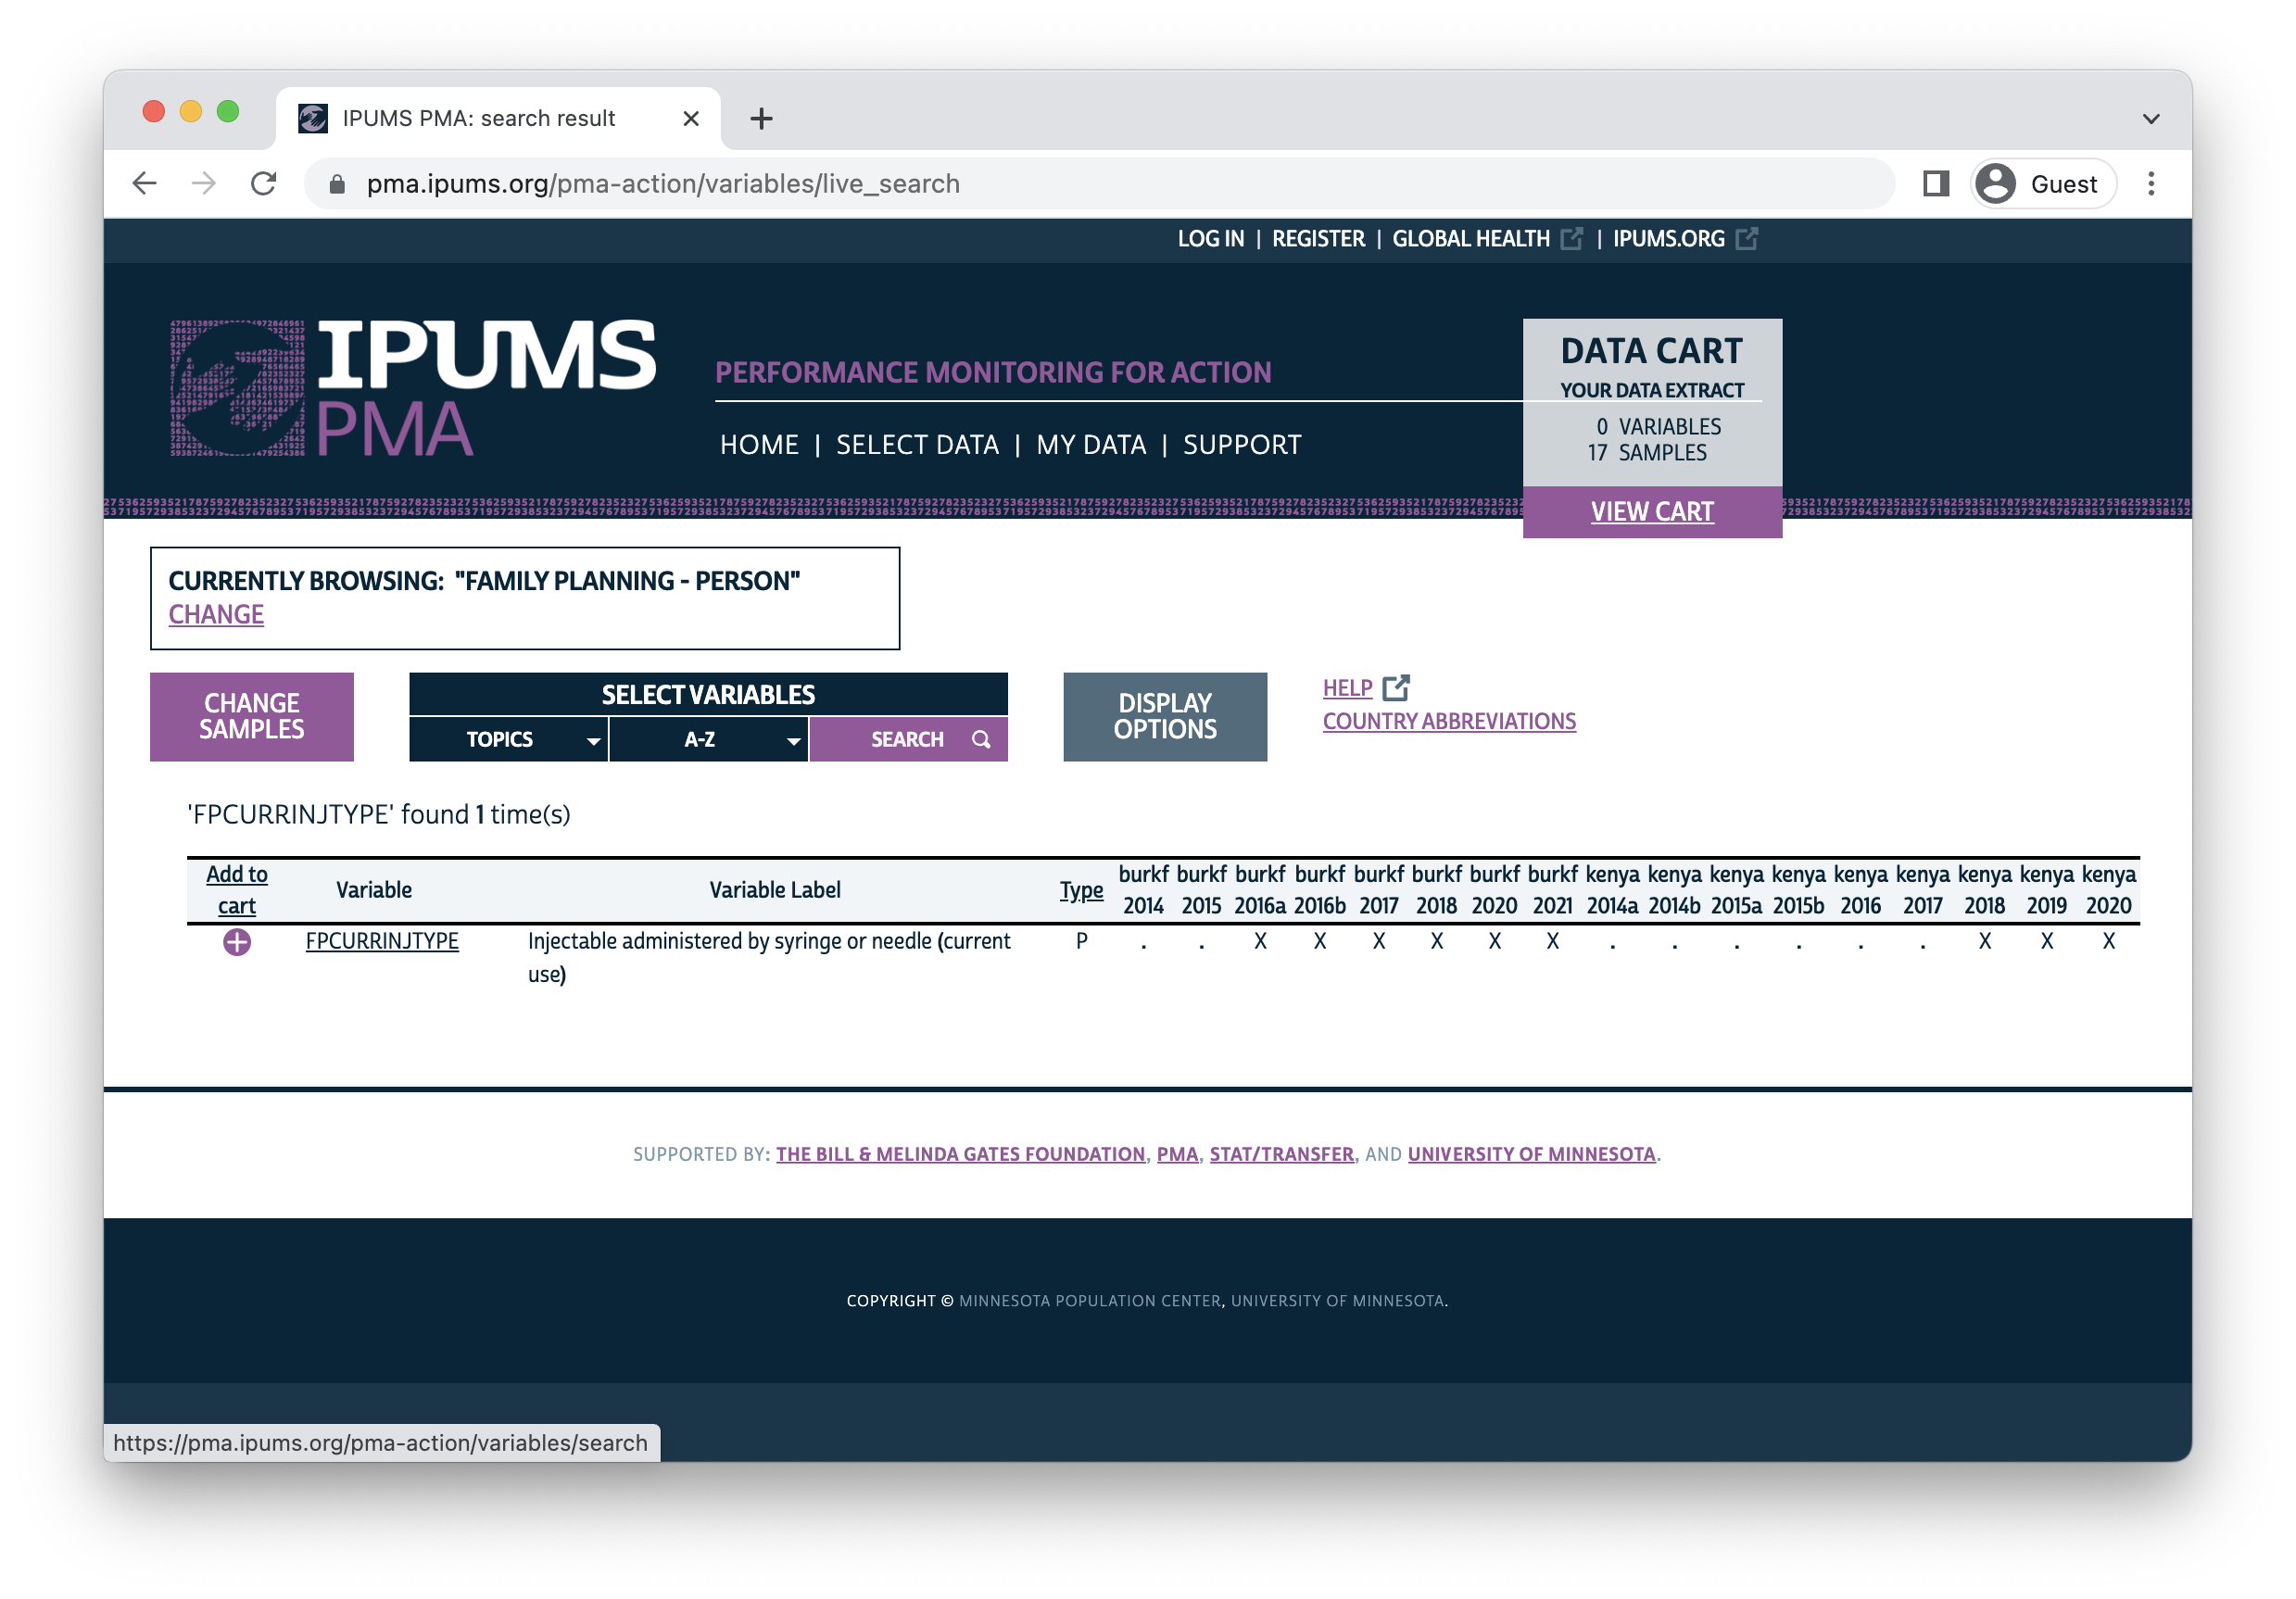 IPUMS PMA: search result
pma.ipums.org/pma-action/variables/live_search
Guest
LOG IN | REGISTER | GLOBAL HEALTH | IPUMS.ORG
IPUMS
PMA
PERFORMANCE MONITORING FOR ACTION
HOME | SELECT DATA | MY DATA | SUPPORT
DATA CART
YOUR DATA EXTRACT
0 VARIABLES
17 SAMPLES
VIEW CART
CURRENTLY BROWSING: "FAMILY PLANNING - PERSON"
CHANGE
CHANGE
SAMPLES
SELECT VARIABLES
TOPICS A-Z SEARCH
DISPLAY
OPTIONS
HELP
COUNTRY ABBREVIATIONS
'FPCURRINJTYPE' found 1 time(s)
Add to cart Variable Variable Label Type burkf 2014 burkf 2015 burkf 2016a burkf 2016b burkf 2017 burkf 2018 burkf 2020 burkf 2021 kenya 2014a kenya 2014b kenya 2015a kenya 2015b kenya 2016 kenya 2017 kenya 2018 kenya 2019 kenya 2020
FPCURRINJTYPE Injectable administered by syringe or needle (current use) P . . X X X X X X . . . . . . X X X
SUPPORTED BY: THE BILL & MELINDA GATES FOUNDATION, PMA, STAT/TRANSFER, AND UNIVERSITY OF MINNESOTA.
COPYRIGHT © MINNESOTA POPULATION CENTER, UNIVERSITY OF MINNESOTA.
https://pma.ipums.org/pma-action/variables/search